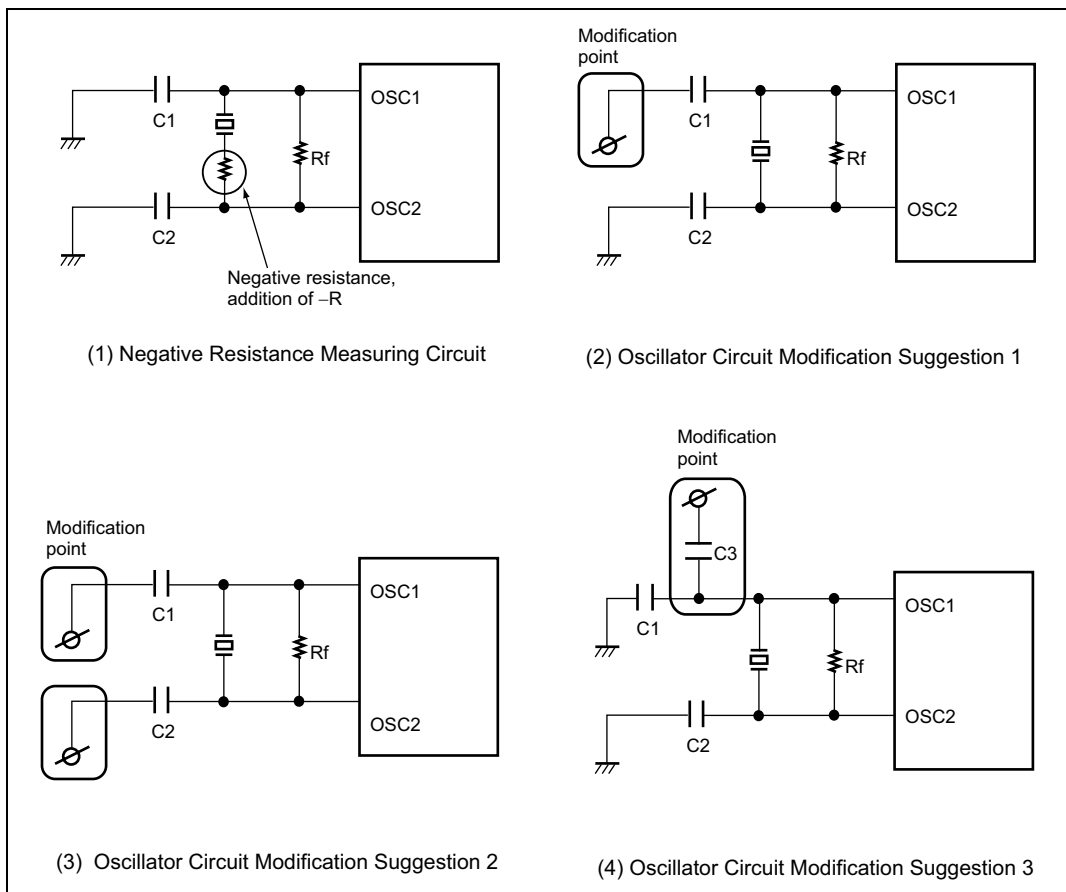 OSC1
C1
Rf
OSC2
C2
Negative resistance,
addition of −R
(1) Negative Resistance Measuring Circuit
Modification
point
OSC1
C1
Rf
OSC2
C2
(2) Oscillator Circuit Modification Suggestion 1
Modification
point
OSC1
C1
Rf
OSC2
C2
(3) Oscillator Circuit Modification Suggestion 2
Modification
point
C3
OSC1
C1
Rf
OSC2
C2
(4) Oscillator Circuit Modification Suggestion 3